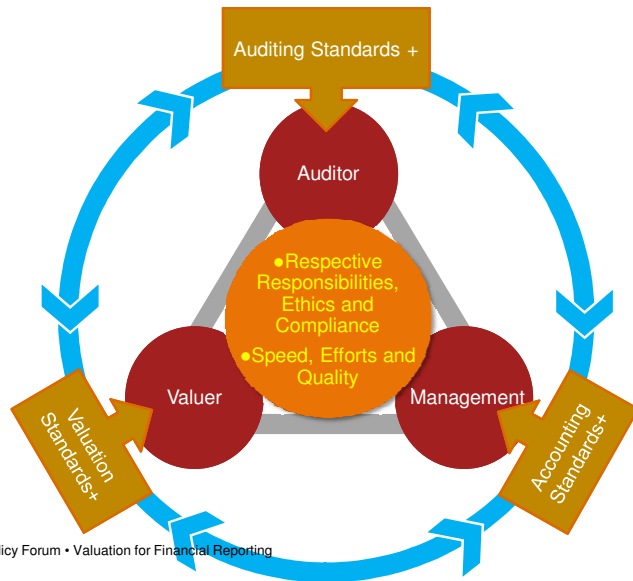 Auditing Standards +
Auditor
●Respective
Responsibilities,
Ethics and
Compliance
●Speed, Efforts and
Quality
Valuer
Management
Valuation
Standards+
Accounting
Standards+
Forum • Valuation for Financial Reporting